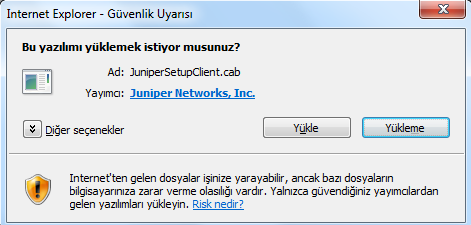 Internet Explorer - Güvenlik Uyarısı
Bu yazılımı yüklemek istiyor musunuz?
Ad: JuniperSetupClient.cab
Yayımcı: Juniper Networks, Inc.
Diğer seçenekler
Yükle
Yükleme
Internet'ten gelen dosyalar işinize yarayabilir, ancak bazı dosyaların
bilgisayarınıza zarar verme olasılığı vardır. Yalnızca güvendiğiniz yayımcılardan
gelen yazılımları yükleyin. Risk nedir?